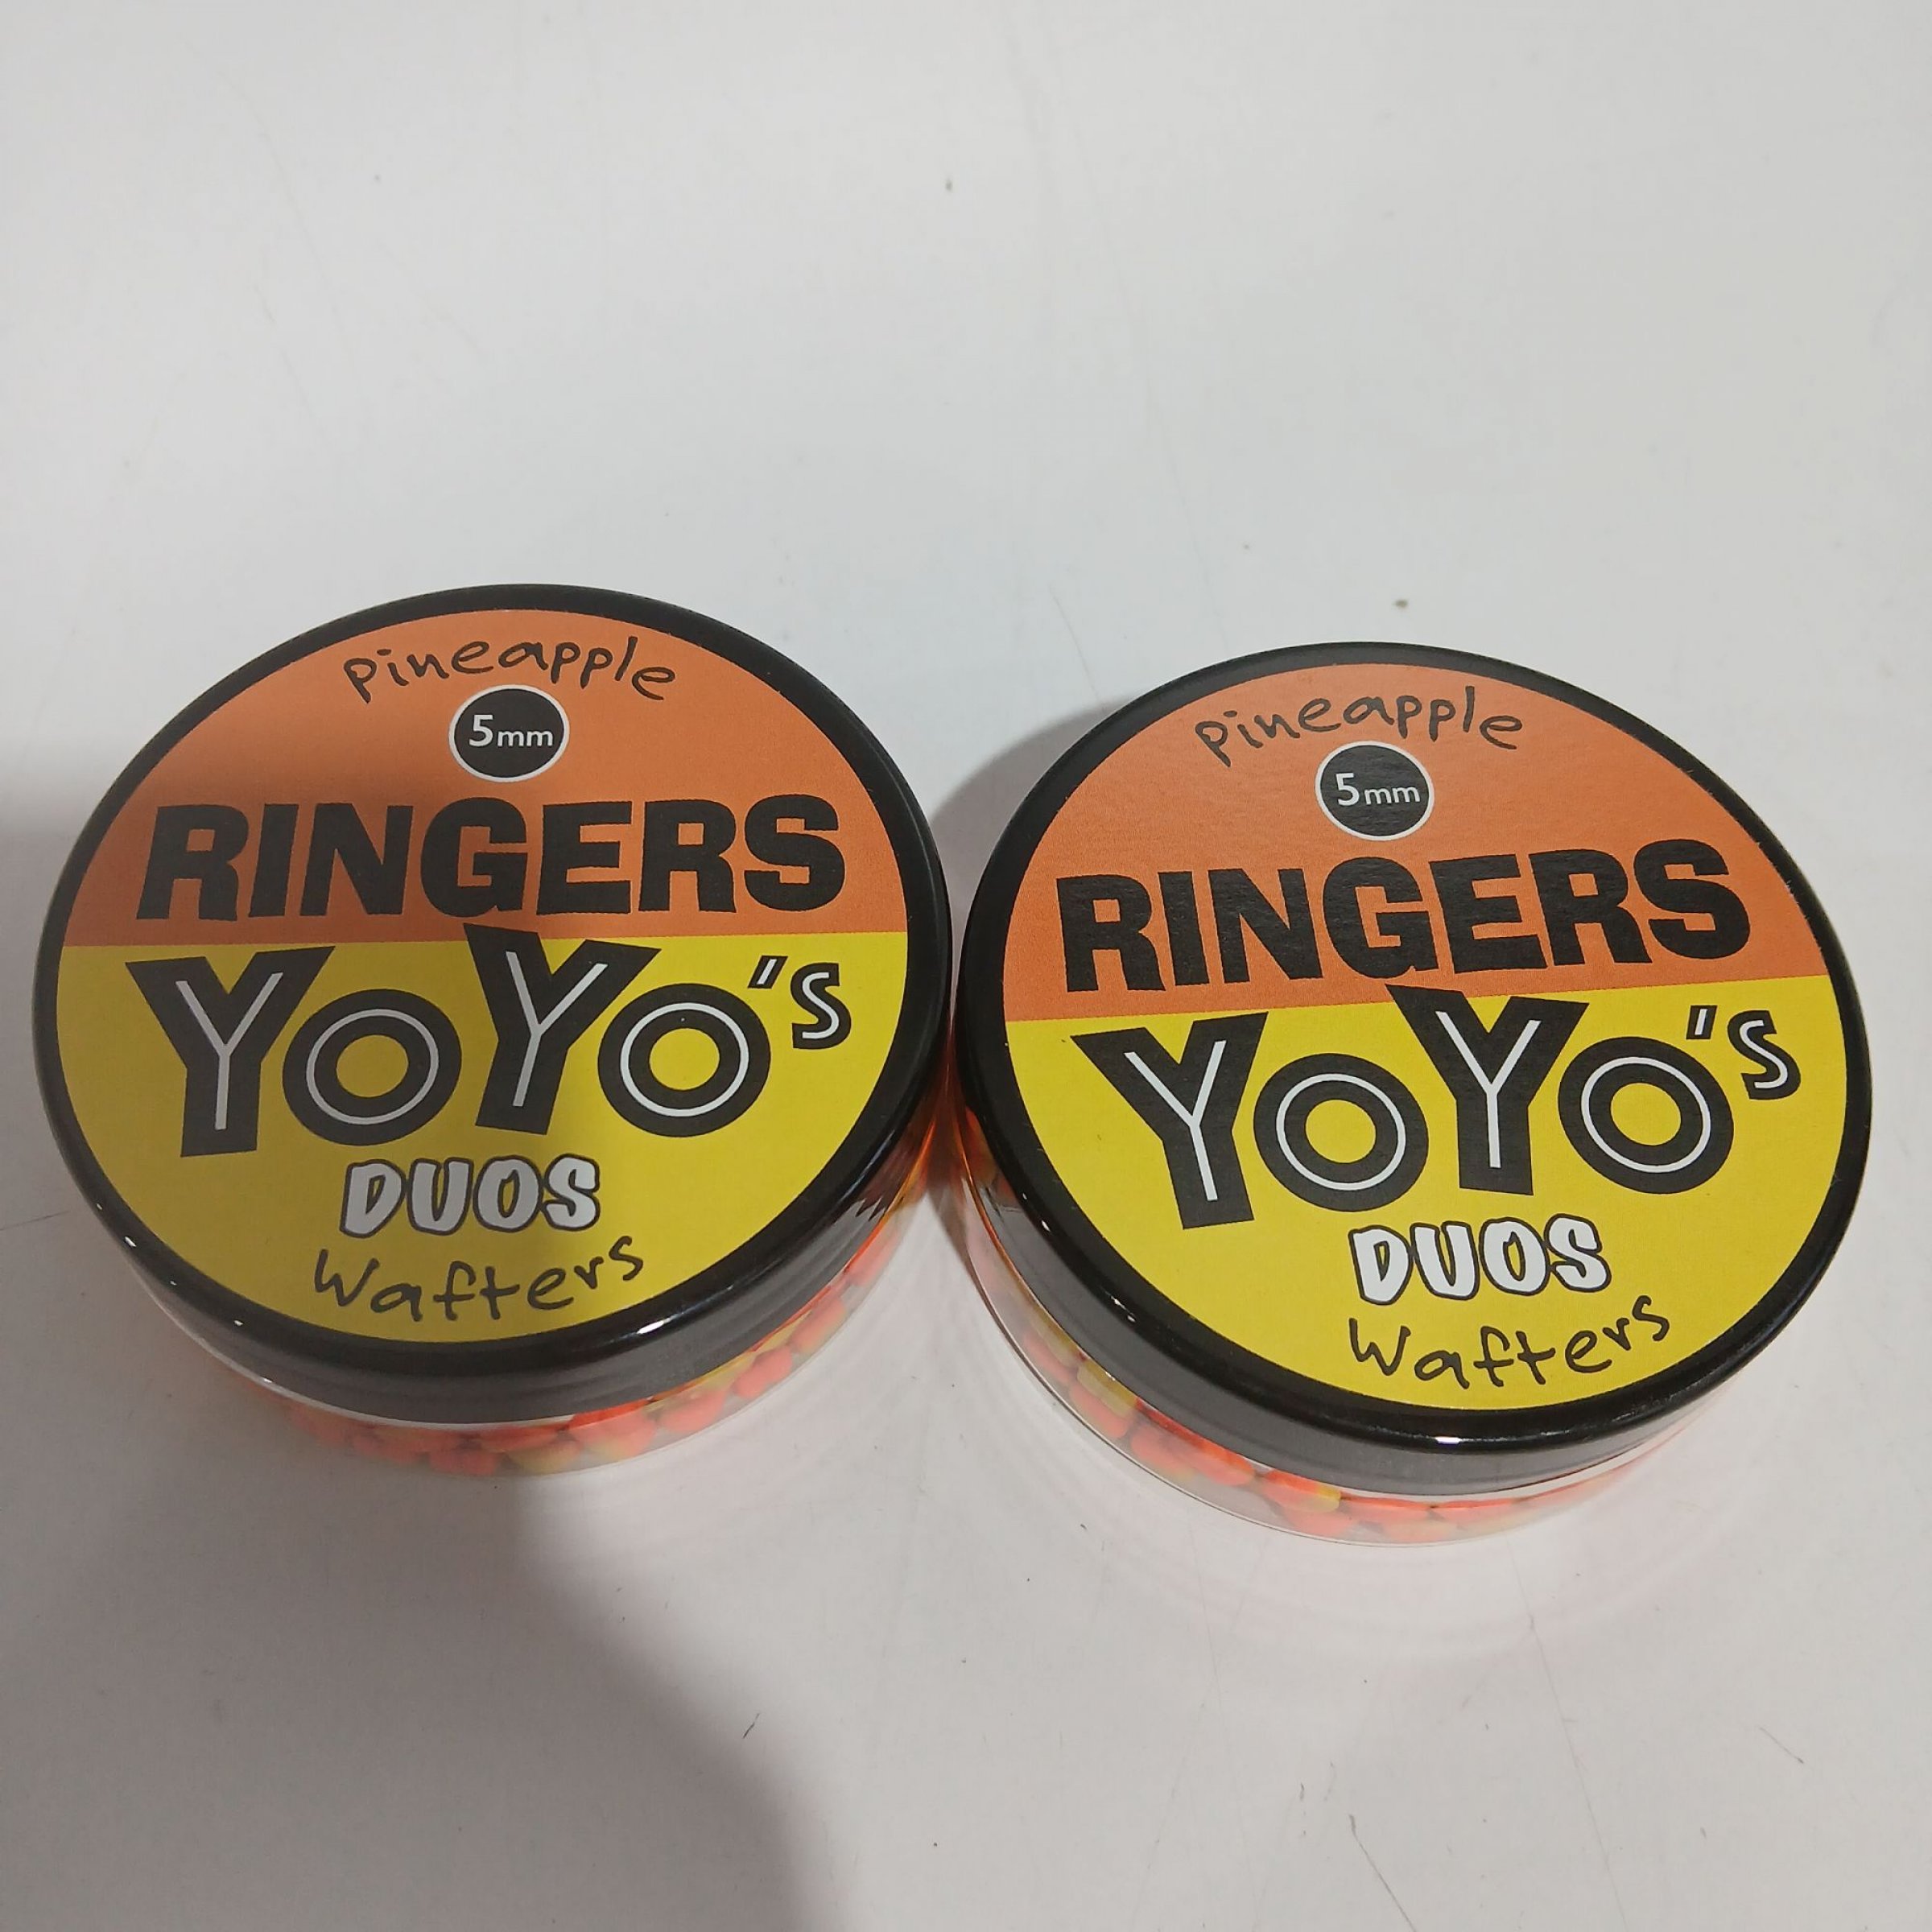 pineapple
5mm
RINGERS
YoYo's
DUOS
Wafters
pineapple
5mm
RINGERS
YoYo's
DUOS
Wafters